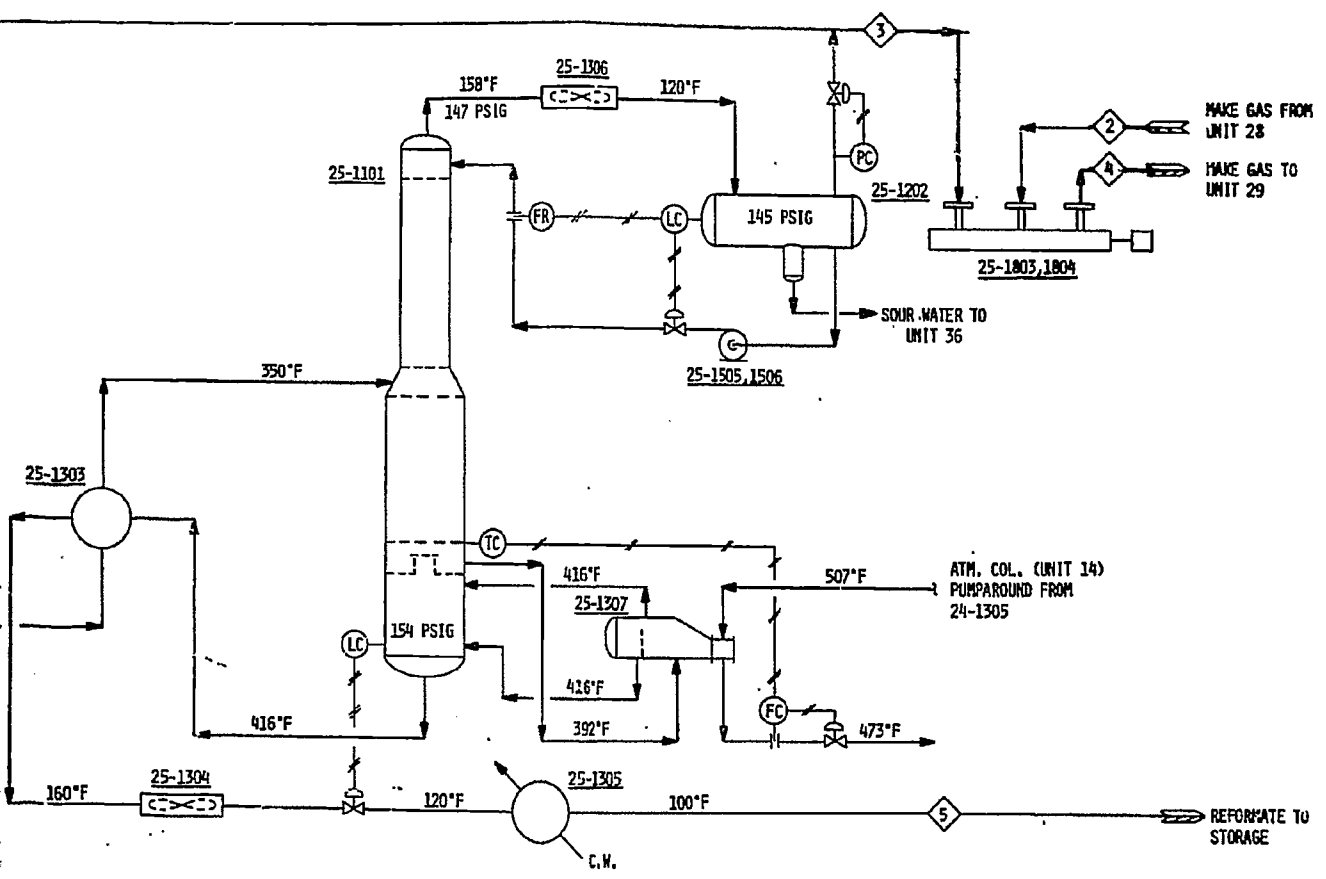 3
25-1306
158°F
120°F
147 PSIG
2
MAKE GAS FROM
UNIT 28
PC
4
MAKE GAS TO
UNIT 29
25-1101
25-1202
FR
LC
145 PSIG
25-1803,1804
SOUR WATER TO
UNIT 36
350°F
25-1505,1506
25-1303
TC
416°F
507°F
ATM. COL. (UNIT 14)
PUMPAROUND FROM
24-1305
25-1307
154 PSIG
LC
416°F
FC
416°F
392°F
473°F
25-1304
25-1305
160°F
120°F
100°F
5
REFORMATE TO
STORAGE
C.W.